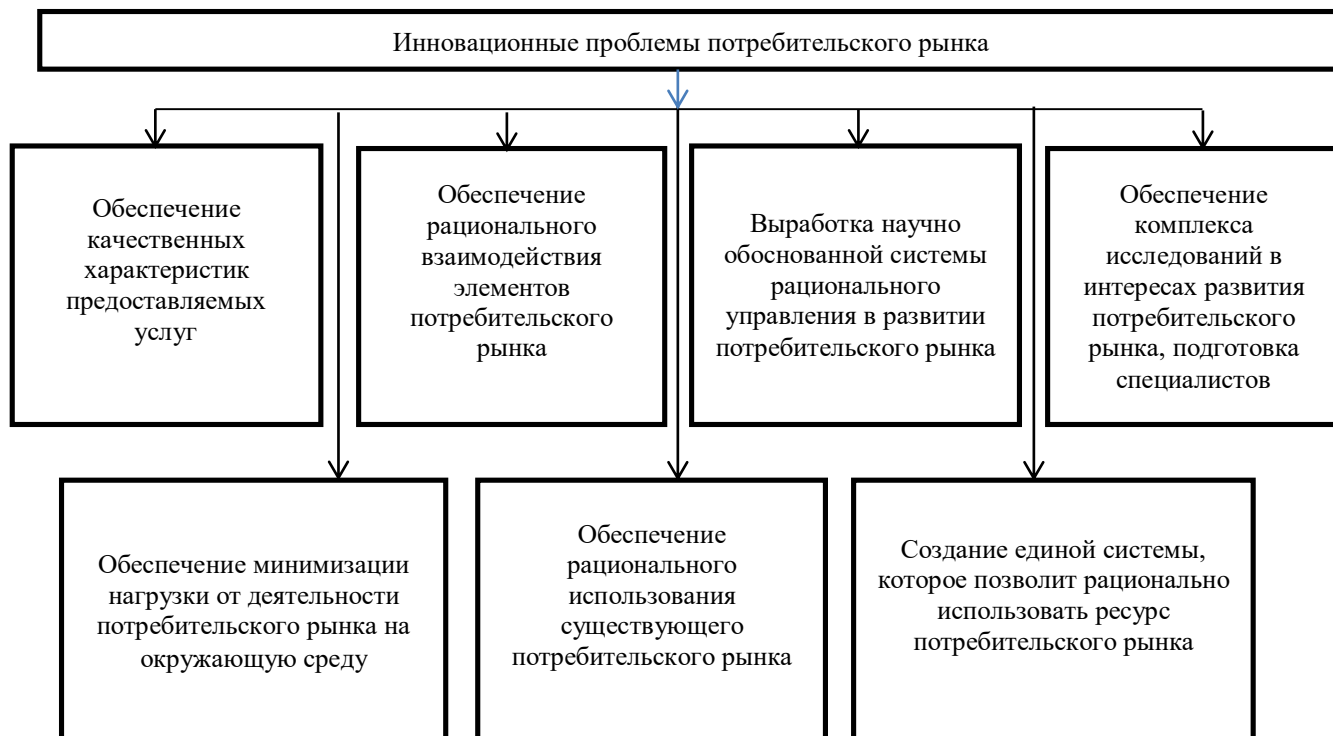 Инновационные проблемы потребительского рынка
Обеспечение
качественных
характеристик
предоставляемых
услуг
Обеспечение
рационального
взаимодействия
элементов
потребительского
рынка
Выработка научно
обоснованной системы
рационального
управления в развитии
потребительского рынка
Обеспечение
комплекса
исследований в
интересах развития
потребительского
рынка, подготовка
специалистов
Обеспечение минимизации
нагрузки от деятельности
потребительского рынка на
окружающую среду
Обеспечение
рационального
использования
существующего
потребительского рынка
Создание единой системы,
которое позволит рационально
использовать ресурс
потребительского рынка